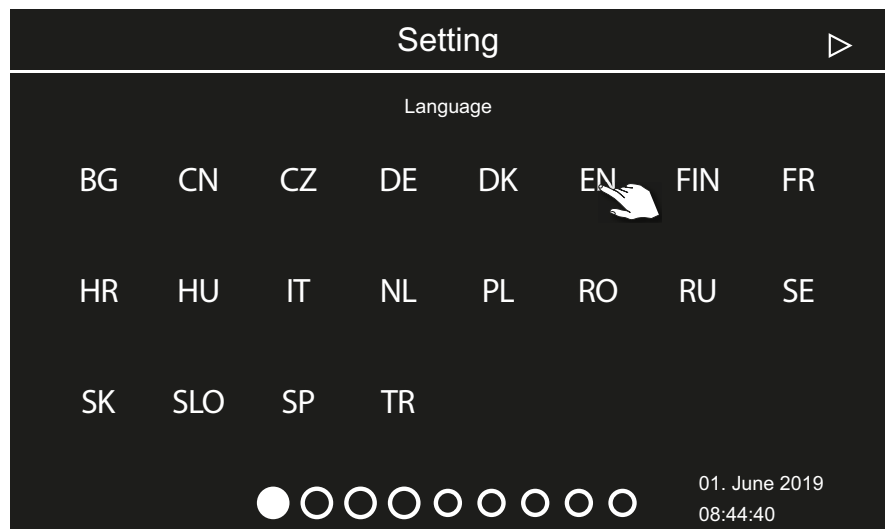 Setting
Language
BG CN CZ DE DK EN FIN FR
HR HU IT NL PL RO RU SE
SK SLO SP TR
01. June 2019
08:44:40